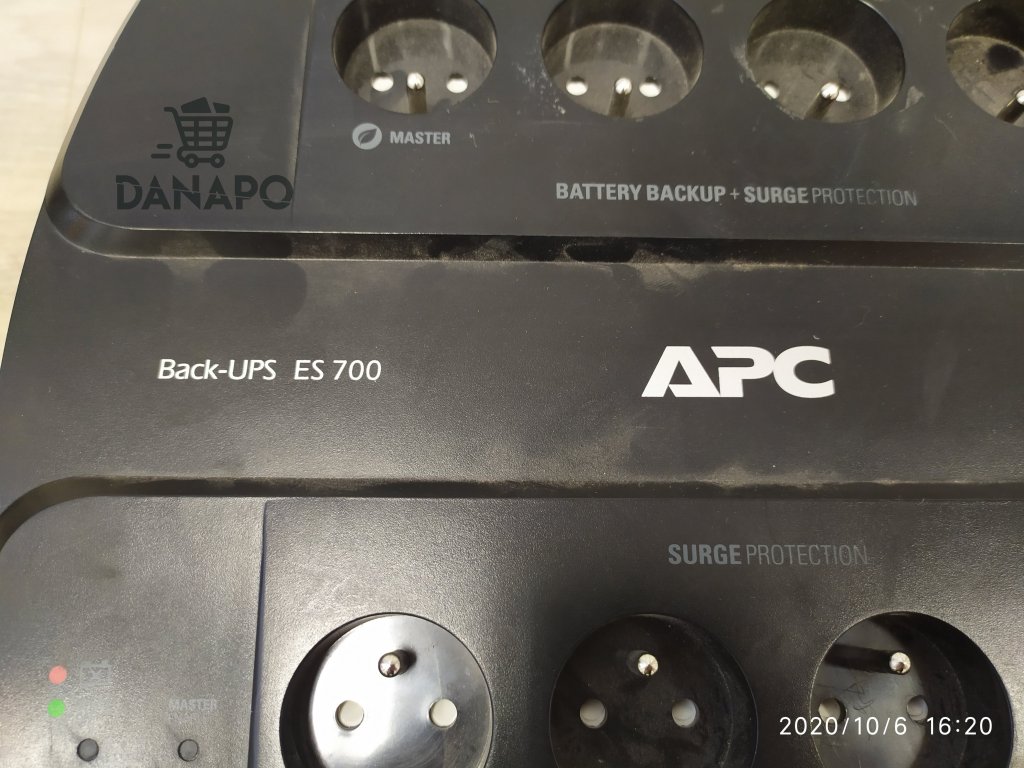 MASTER
DANAPO
BATTERY BACKUP + SURGE PROTECTION
Back-UPS ES 700
APC
SURGE PROTECTION
MASTER
2020/10/6 16:20